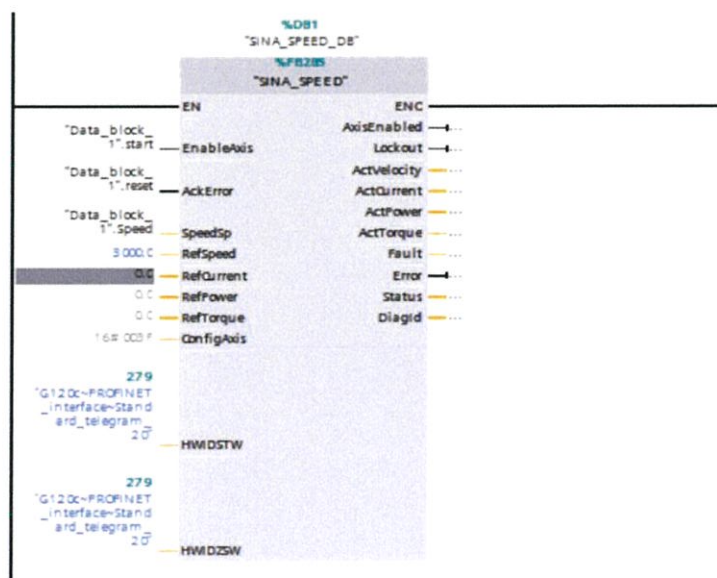 %DB1
"SINA_SPEED_DB"
%FB285
"SINA_SPEED"
EN
ENO
AxisEnabled
"Data_block_
1".start
EnableAxis
Lockout
ActVelocity
"Data_block_
1".reset
AckError
ActCurrent
ActPower
"Data_block_
1".Speed
SpeedSp
ActTorque
3000.0
RefSpeed
Fault
0.0
RefCurrent
Error
0.0
RefPower
Status
0.0
RefTorque
DiagId
16#003F
ConfigAxis
279
"G120c~PROFINET
_interface~Stand
ard_telegram_
20"
HWIDSTW
279
"G120c~PROFINET
_interface~Stand
ard_telegram_
20"
HWIDZSW